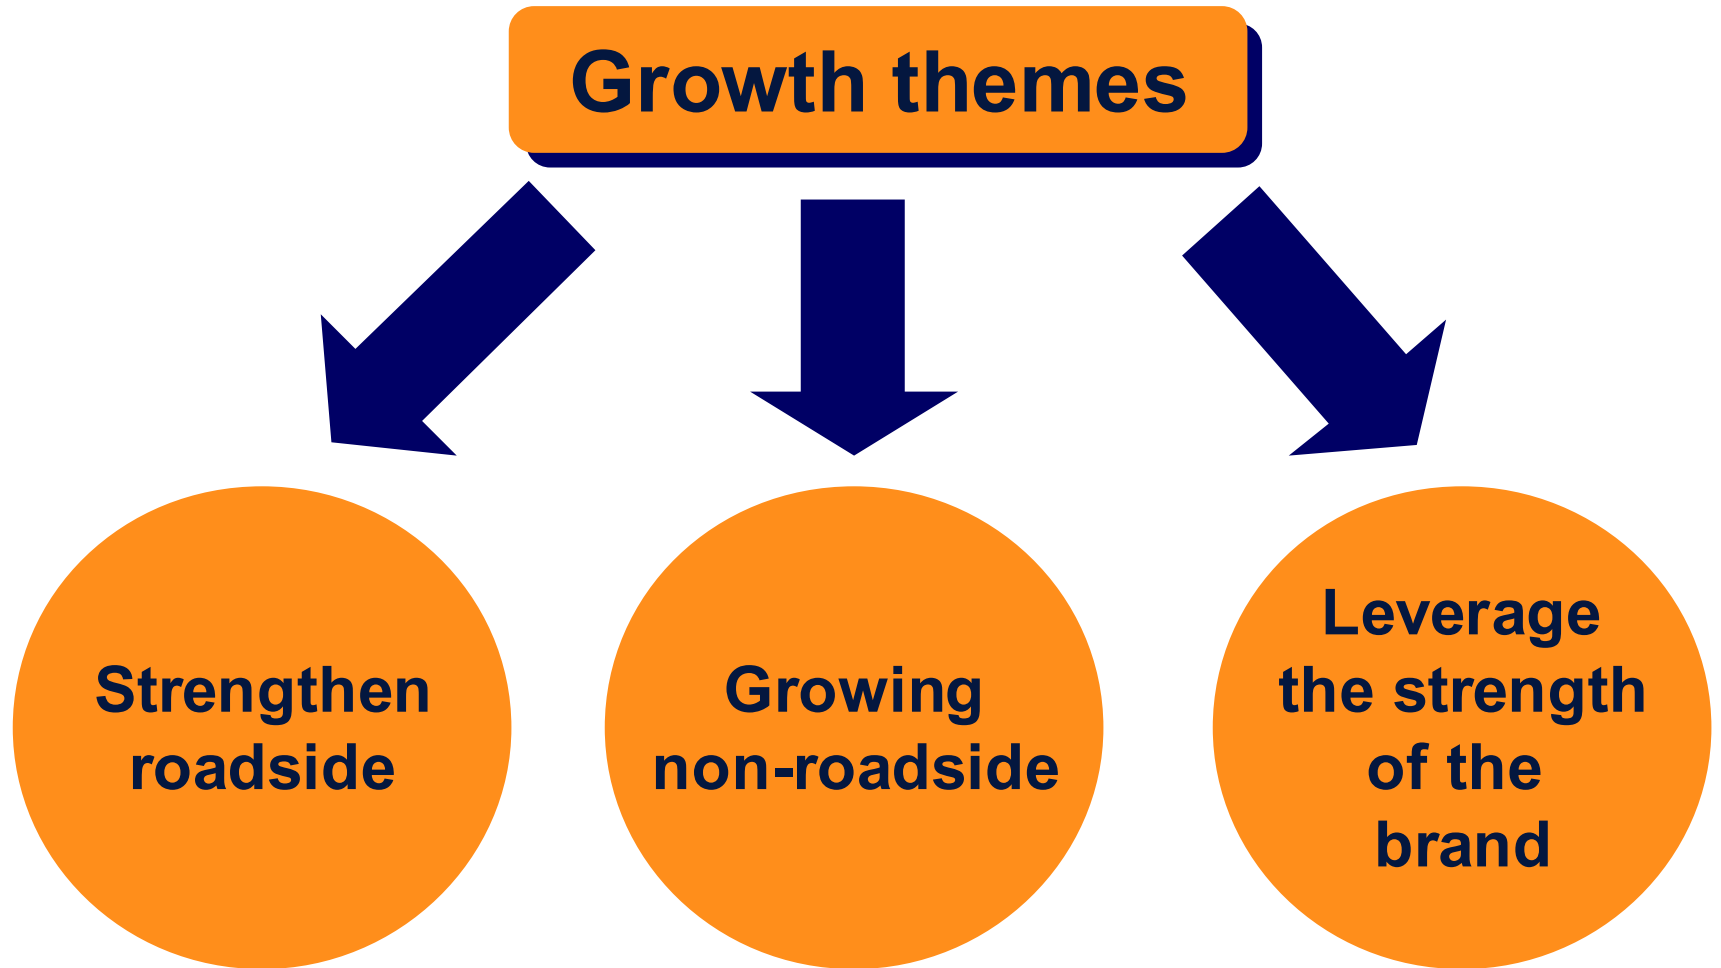 Growth themes
Strengthen
roadside
Growing
non-roadside
Leverage
the strength
of the
brand